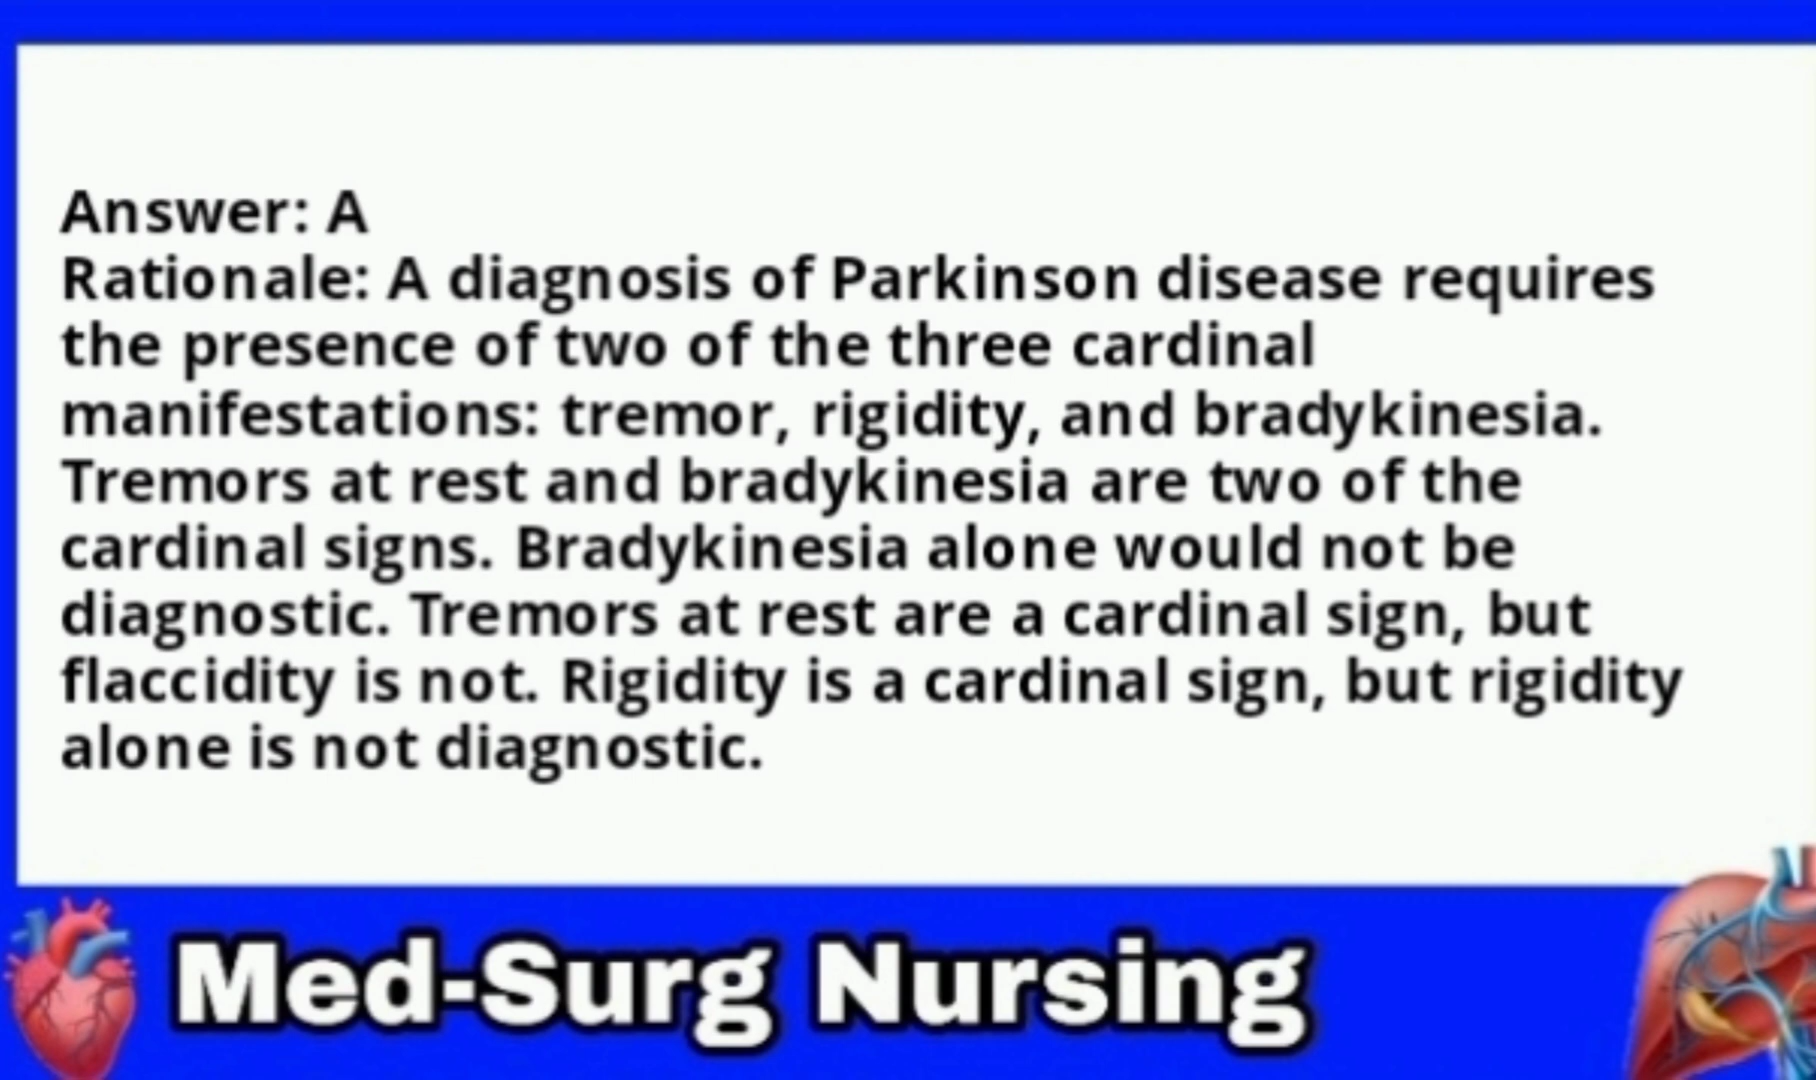 Answer: A
Rationale: A diagnosis of Parkinson disease requires
the presence of two of the three cardinal
manifestations: tremor, rigidity, and bradykinesia.
Tremors at rest and bradykinesia are two of the
cardinal signs. Bradykinesia alone would not be
diagnostic. Tremors at rest are a cardinal sign, but
flaccidity is not. Rigidity is a cardinal sign, but rigidity
alone is not diagnostic.
Med-Surg Nursing